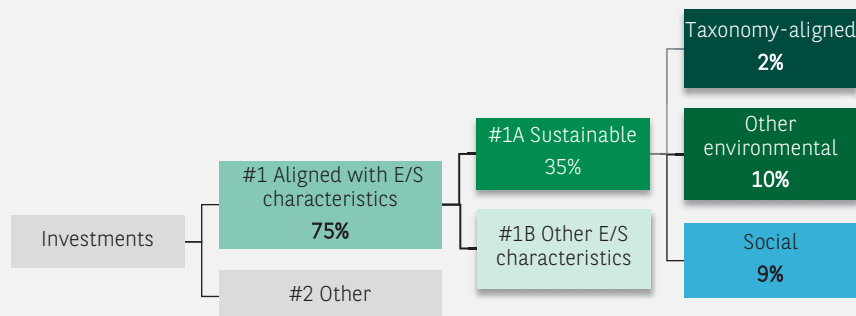 Investments
#1 Aligned with E/S
characteristics
75%
#2 Other
#1A Sustainable
35%
#1B Other E/S
characteristics
Taxonomy-aligned
2%
Other
environmental
10%
Social
9%